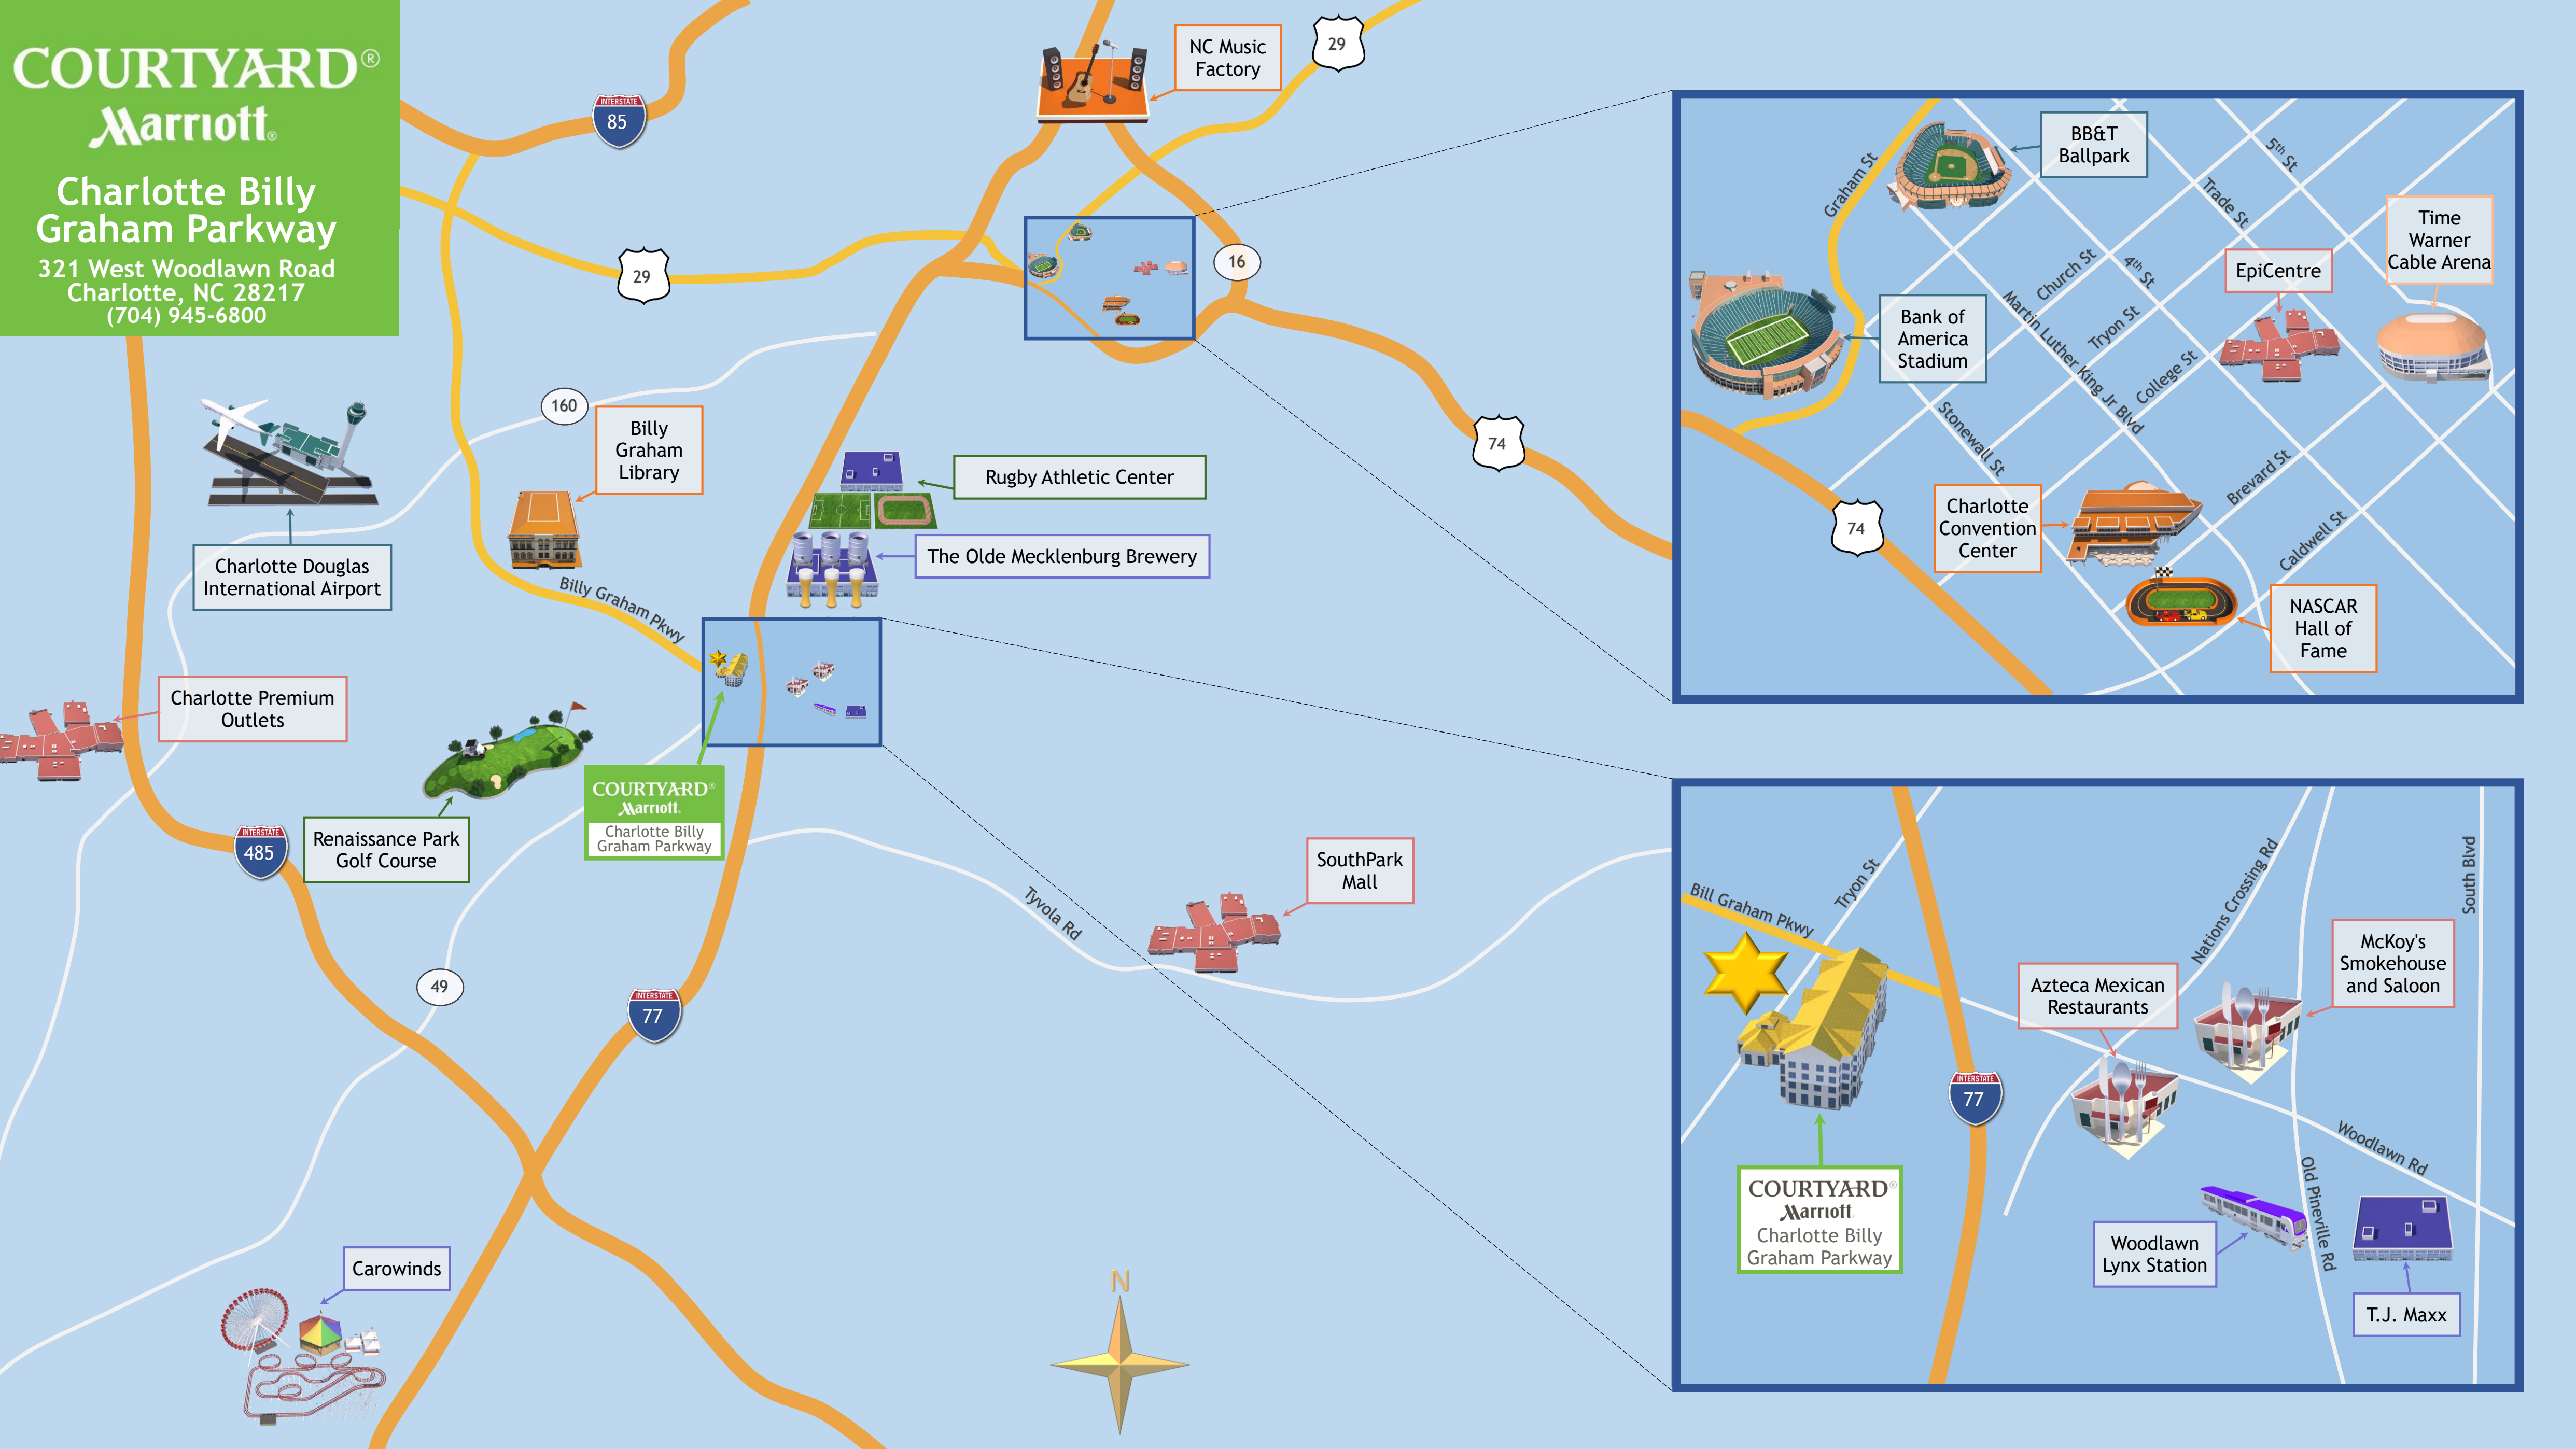 COURTYARD®
Marriott®
Charlotte Billy
Graham Parkway
321 West Woodlawn Road
Charlotte, NC 28217
(704) 945-6800
INTERSTATE
85
29
NC Music
Factory
29
16
160
74
Billy
Graham
Library
Rugby Athletic Center
The Olde Mecklenburg Brewery
Charlotte Douglas
International Airport
Billy Graham Pkwy
Charlotte Premium
Outlets
Renaissance Park
Golf Course
COURTYARD®
Marriott®
Charlotte Billy
Graham Parkway
INTERSTATE
485
49
INTERSTATE
77
Tyvola Rd
SouthPark
Mall
Carowinds
N
Graham St
BB&T
Ballpark
5th St
Trade St
Time
Warner
Cable Arena
EpiCentre
4th St
Church St
Martin Luther King Jr Blvd
Tryon St
College St
Bank of
America
Stadium
Stonewall St
Brevard St
Caldwell St
Charlotte
Convention
Center
74
NASCAR
Hall of
Fame
Bill Graham Pkwy
Tryon St
Nations Crossing Rd
South Blvd
McKoy's
Smokehouse
and Saloon
Azteca Mexican
Restaurants
INTERSTATE
77
Woodlawn Rd
Old Pineville Rd
COURTYARD®
Marriott
Charlotte Billy
Graham Parkway
Woodlawn
Lynx Station
T.J. Maxx